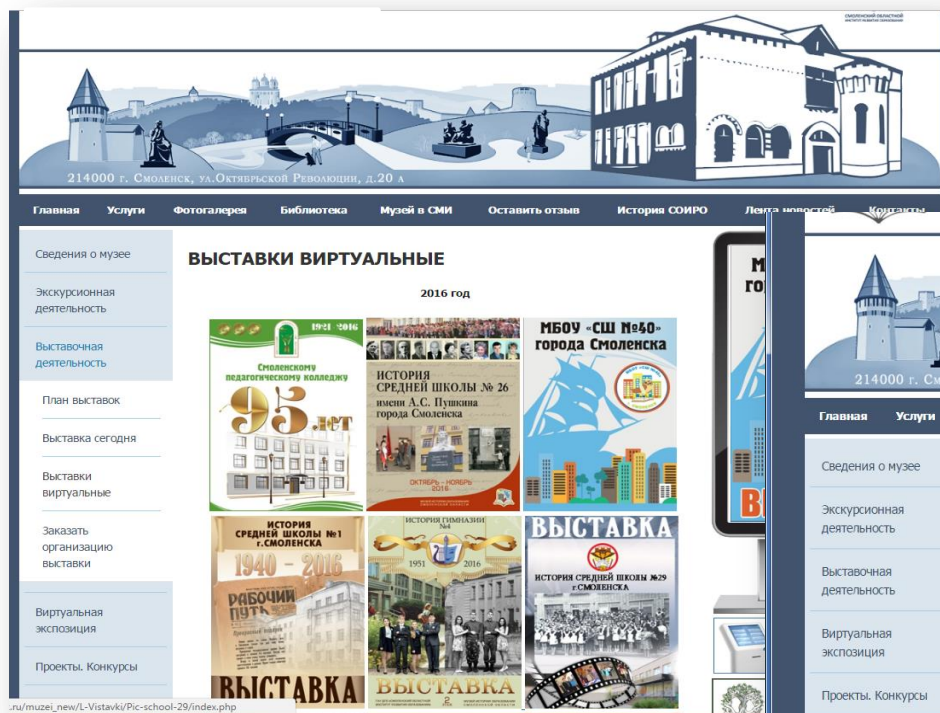 СМОЛЕНСКИЙ ОБЛАСТНОЙ
ИНСТИТУТ РАЗВИТИЯ ОБРАЗОВАНИЯ
214000 г. Смоленск, ул.Октябрьской Революции, д.20 А
Главная Услуги Фотогалерея Библиотека Музей в СМИ Оставить отзыв История СОИРО Лента новостей Контакты
Сведения о музее
Экскурсионная
деятельность
Выставочная
деятельность
План выставок
Выставка сегодня
Выставки
виртуальные
Заказать
организацию
выставки
Виртуальная
экспозиция
Проекты. Конкурсы
ВЫСТАВКИ ВИРТУАЛЬНЫЕ
2016 год
1921-2016
Смоленскому
педагогическому колледжу
95 лет
ИСТОРИЯ
СРЕДНЕЙ ШКОЛЫ № 26
имени А.С. Пушкина
города Смоленска
ОКТЯБРЬ – НОЯБРЬ
2016
МБОУ «СШ №40»
города Смоленска
ИСТОРИЯ
СРЕДНЕЙ ШКОЛЫ №1
г.СМОЛЕНСКА
1940 – 2016
РАБОЧИЙ
ПУТЬ
ВЫСТАВКА
ИСТОРИЯ ГИМНАЗИИ
№4
1951 2016
ВЫСТАВКА
ВЫСТАВКА
ИСТОРИЯ СРЕДНЕЙ ШКОЛЫ №29
г.СМОЛЕНСКА
.ru/muzei_new/L-Vistavki/Pic-school-29/index.php
214000 г. См
Главная Услуги
Сведения о музее
Экскурсионная
деятельность
Выставочная
деятельность
Виртуальная
экспозиция
Проекты. Конкурсы